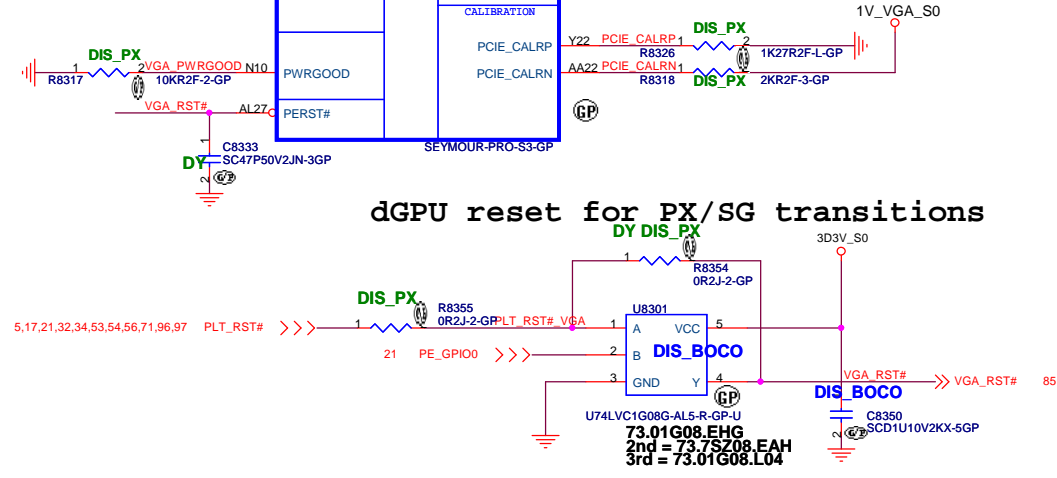 CALIBRATION
1V_VGA_S0
DIS_PX
DIS_PX
PCIE_CALRP Y22 PCIE_CALRP 1 2
R8326 1K27R2F-L-GP
1 2 VGA_PWRGOOD N10 PWRGOOD
R8317 10KR2F-2-GP
PCIE_CALRN AA22 PCIE_CALRN 1 2
R8318 2KR2F-3-GP
DIS_PX
VGA_RST# AL27 PERST#
GP
SEYMOUR-PRO-S3-GP
1
C8333
DY SC47P50V2JN-3GP
2 G/P
dGPU reset for PX/SG transitions
DY DIS_PX
3D3V_S0
1 2
R8354
0R2J-2-GP
DIS_PX
R8355
0R2J-2-GP
U8301
5,17,21,32,34,53,54,56,71,96,97 PLT_RST# 1 2 PLT_RST#_VGA 1 A VCC 5
21 PE_GPIO0 2 B DIS_BOCO
3 GND Y 4 VGA_RST# VGA_RST# 85
GP
DIS_BOCO
U74LVC1G08G-AL5-R-GP-U
C8350
SCD1U10V2KX-5GP
2 G/P
73.01G08.EHG
2nd = 73.7SZ08.EAH
3rd = 73.01G08.L04